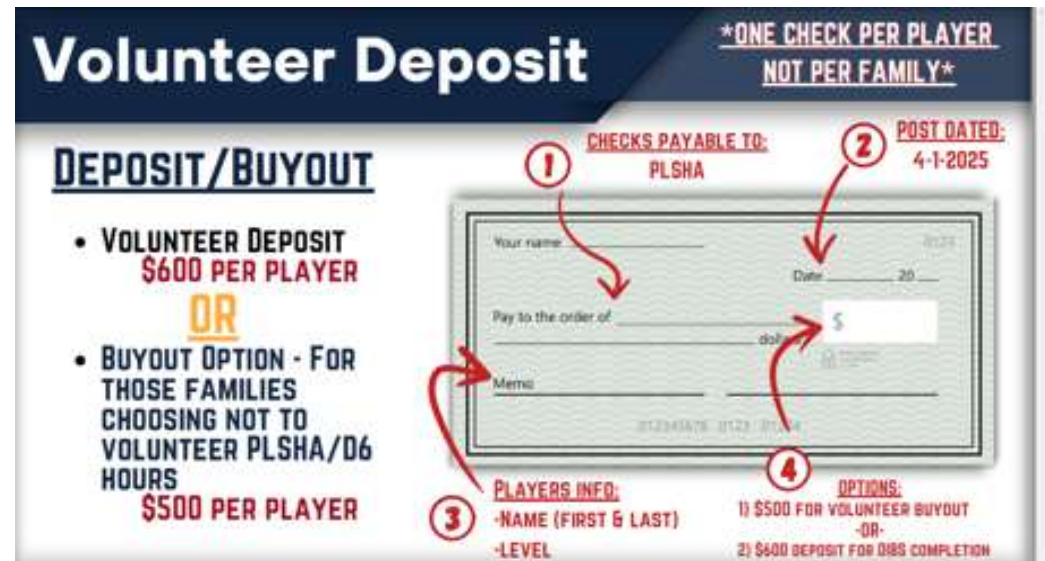 Volunteer Deposit
*ONE CHECK PER PLAYER
NOT PER FAMILY*
DEPOSIT/BUYOUT
• VOLUNTEER DEPOSIT
$600 PER PLAYER
OR
• BUYOUT OPTION - FOR
THOSE FAMILIES
CHOOSING NOT TO
VOLUNTEER PLSHA/D6
HOURS
$500 PER PLAYER
1
CHECKS PAYABLE TO:
PLSHA
2
POST DATED:
4-1-2025
Your name
0123
Date 20
Pay to the order of
$
Memo
3
PLAYERS INFO:
-NAME (FIRST & LAST)
-LEVEL
4
OPTIONS:
1) $500 FOR VOLUNTEER BUYOUT
-OR-
2) $600 DEPOSIT FOR DIBS COMPLETION